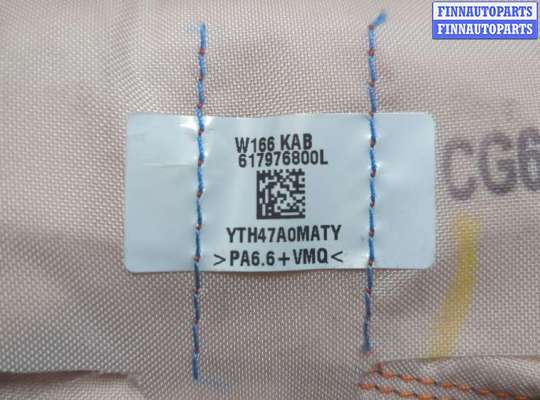 FINNAUTOPARTS
FINNAUTOPARTS
W166 KAB
617976800L
CG6
YTH47A0MATY
>PA6.6+VMQ<